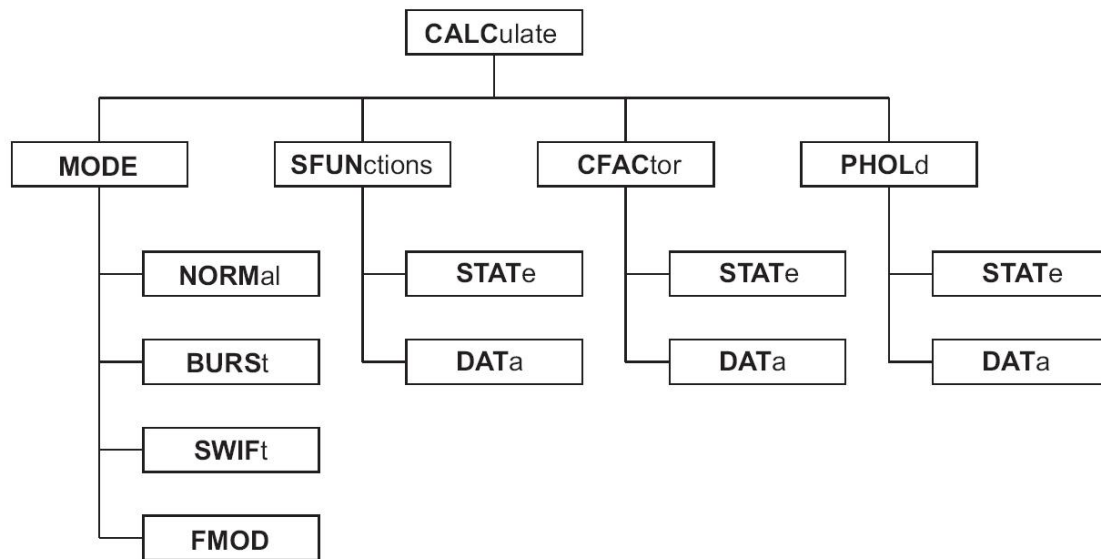 CALCulate
MODE
SFUNctions
CFACtor
PHOLd
NORMal
STATe
STATe
STATe
BURSt
DATa
DATa
DATa
SWIFt
FMOD